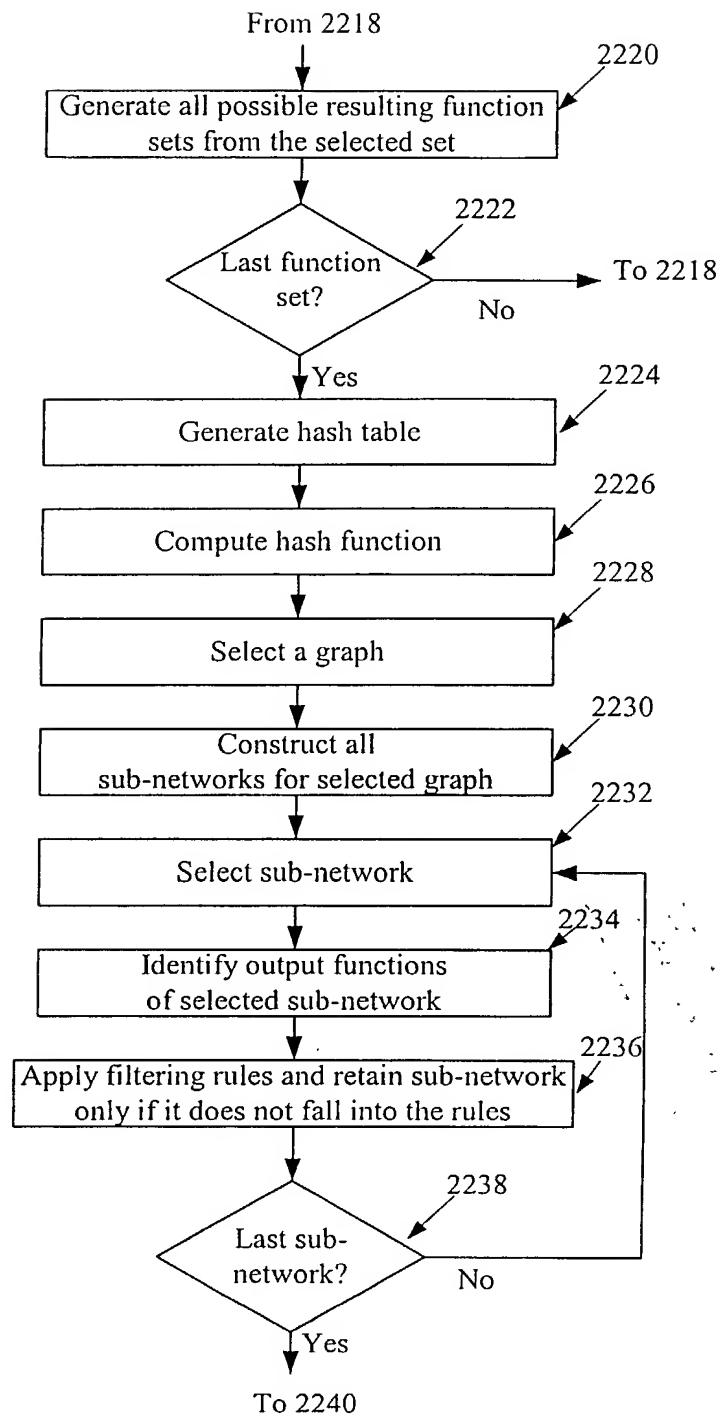 From 2218
2220
Generate all possible resulting function
sets from the selected set
2222
Last function
set?
To 2218
No
Yes
2224
Generate hash table
2226
Compute hash function
2228
Select a graph
2230
Construct all
sub-networks for selected graph
2232
Select sub-network
2234
Identify output functions
of selected sub-network
2236
Apply filtering rules and retain sub-network
only if it does not fall into the rules
2238
Last sub-
network?
No
Yes
To 2240